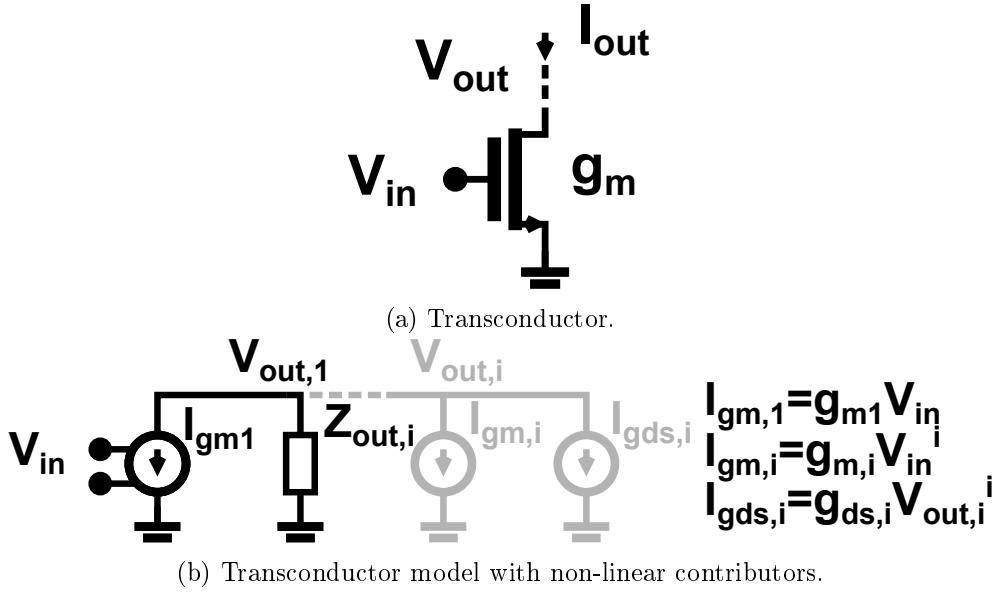 I_out
V_out
V_in
g_m
(a) Transconductor.
V_out,1 V_out,i
V_in I_gm1 Z_out,i I_gm,i I_gds,i
I_gm,1=g_m1V_in
I_gm,i=g_m,iV_in^i
I_gds,i=g_ds,iV_out,i^i
(b) Transconductor model with non-linear contributors.